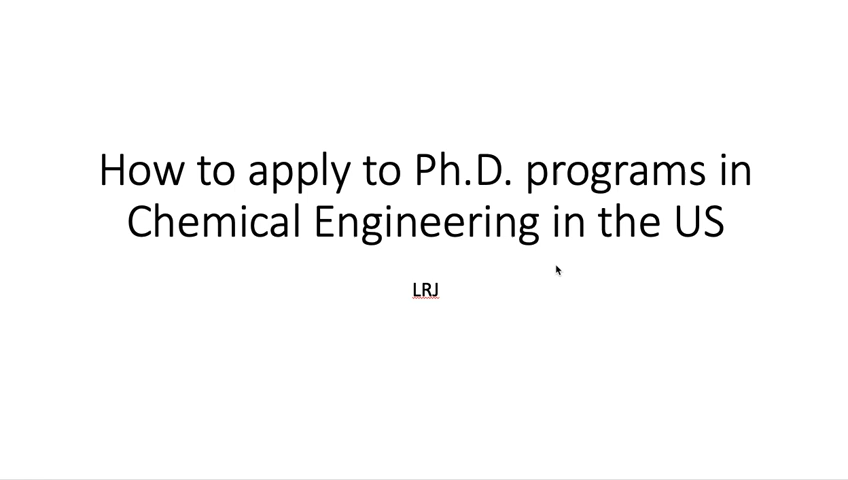 How to apply to Ph.D. programs in
Chemical Engineering in the US
LRJ